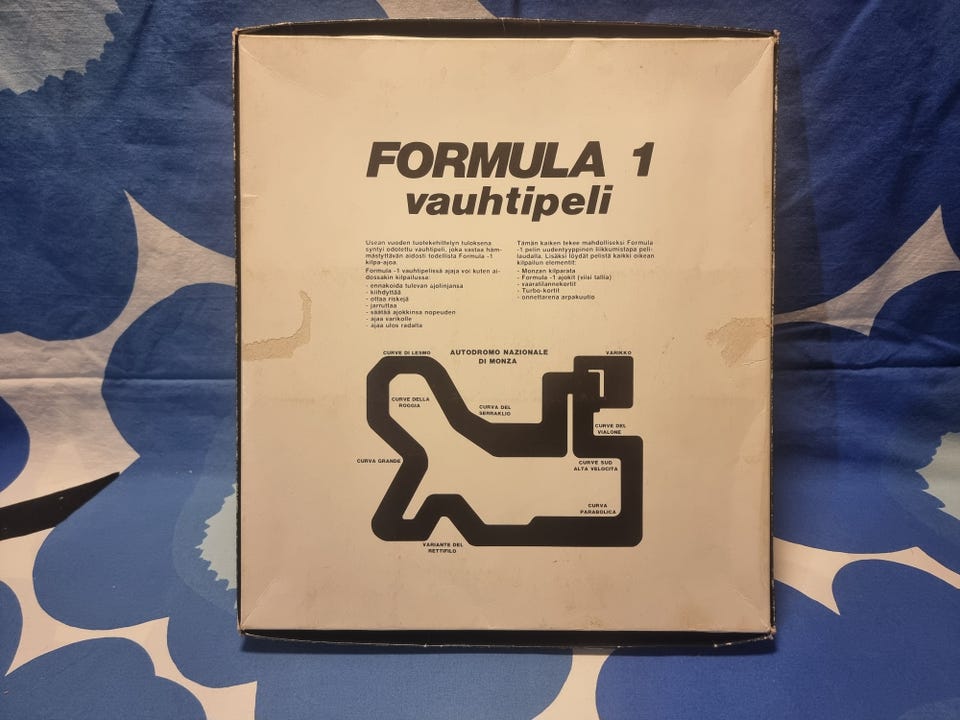 FORMULA 1
vauhtipeli
Usean vuoden tuotekehittelyn tuloksena
syntyi odotettu vauhtipeli, joka vastaa häm-
mästyttävän aidosti todellista Formula -1
kilpa-ajoa.
Formula -1 vauhtipelissä ajaja voi kuten ai-
dossakin kilpailussa:
- ennakoida tulevan ajolinjansa
- kiihdyttää
- ottaa riskejä
- jarruttaa
- säätää ajokkinsa nopeuden
- ajaa varikolle
- ajaa ulos radalta
Tämän kaiken tekee mahdolliseksi Formula
-1 pelin uudentyyppinen liikkumistapa peli-
laudalla. Lisäksi löydät pelistä kaikki oikean
kilpailun elementit:
- Monzan kilparata
- Formula -1 ajokit (viisi tallia)
- vaaratilannekortit
- Turbo-kortit
- onnettarena arpakuutio
CURVE DI LESMO
AUTODROMO NAZIONALE
DI MONZA
VARIKKO
CURVE DELLA
ROGGIA
CURVA DEL
SERRAKLIO
CURVE DEL
VIALONE
CURVA GRANDE
CURVE SUD
ALTA VELOCITA
CURVA
PARABOLICA
VARIANTE DEL
RETTIFILO